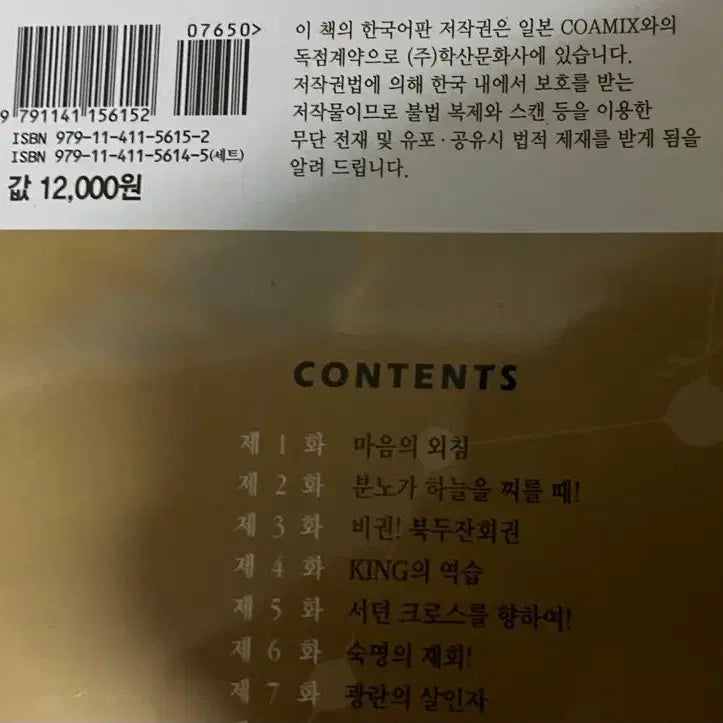 07650>
9 791141 156152
ISBN 979-11-411-5615-2
ISBN 979-11-411-5614-5(세트)
값 12,000원
이 책의 한국어판 저작권은 일본 COAMIX와의
독점계약으로 (주)학산문화사에 있습니다.
저작권법에 의해 한국 내에서 보호를 받는
저작물이므로 불법 복제와 스캔 등을 이용한
무단 전재 및 유포·공유시 법적 제재를 받게 됨을
알려 드립니다.
CONTENTS
제 1 화 마음의 외침
제 2 화 분노가 하늘을 찌를 때!
제 3 화 비권! 북두잔회권
제 4 화 KING의 역습
제 5 화 서던 크로스를 향하여!
제 6 화 숙명의 재회!
제 7 화 광란의 살인자